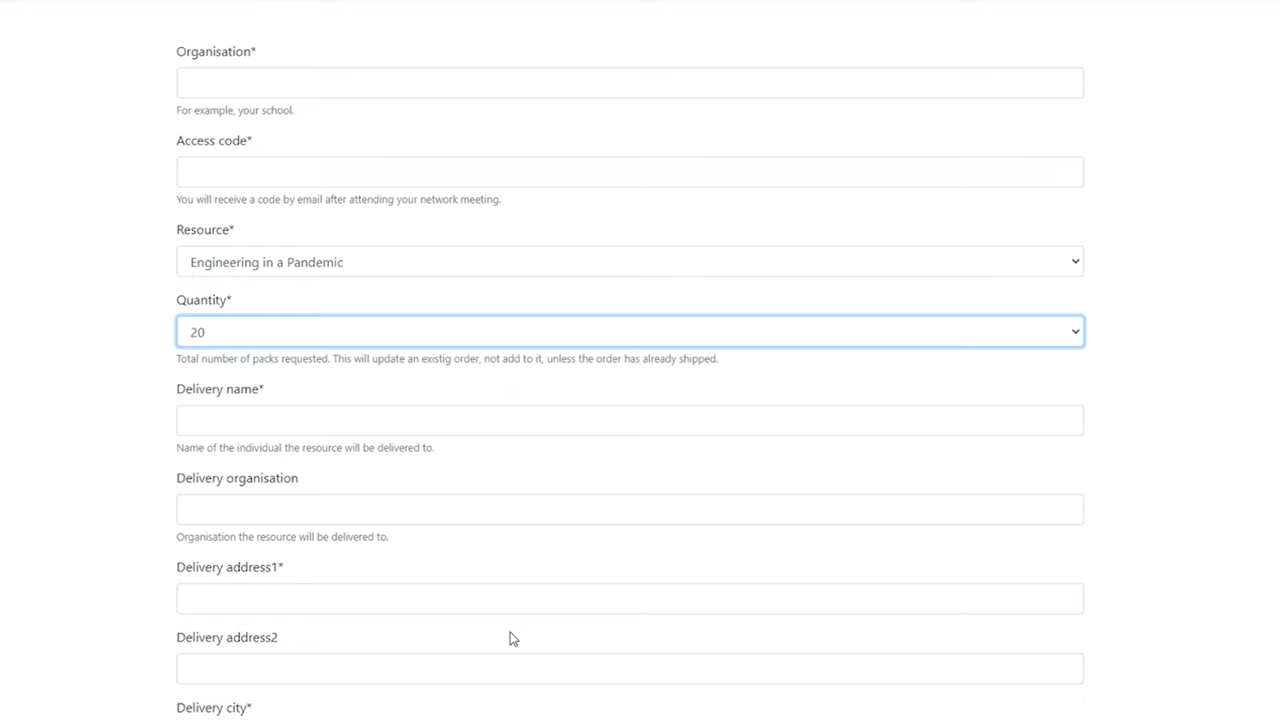 Organisation*
For example, your school.
Access code*
You will receive a code by email after attending your network meeting.
Resource*
Engineering in a Pandemic
Quantity*
20
Total number of packs requested. This will update an existig order, not add to it, unless the order has already shipped.
Delivery name*
Name of the individual the resource will be delivered to.
Delivery organisation
Organisation the resource will be delivered to.
Delivery address1*
Delivery address2
Delivery city*